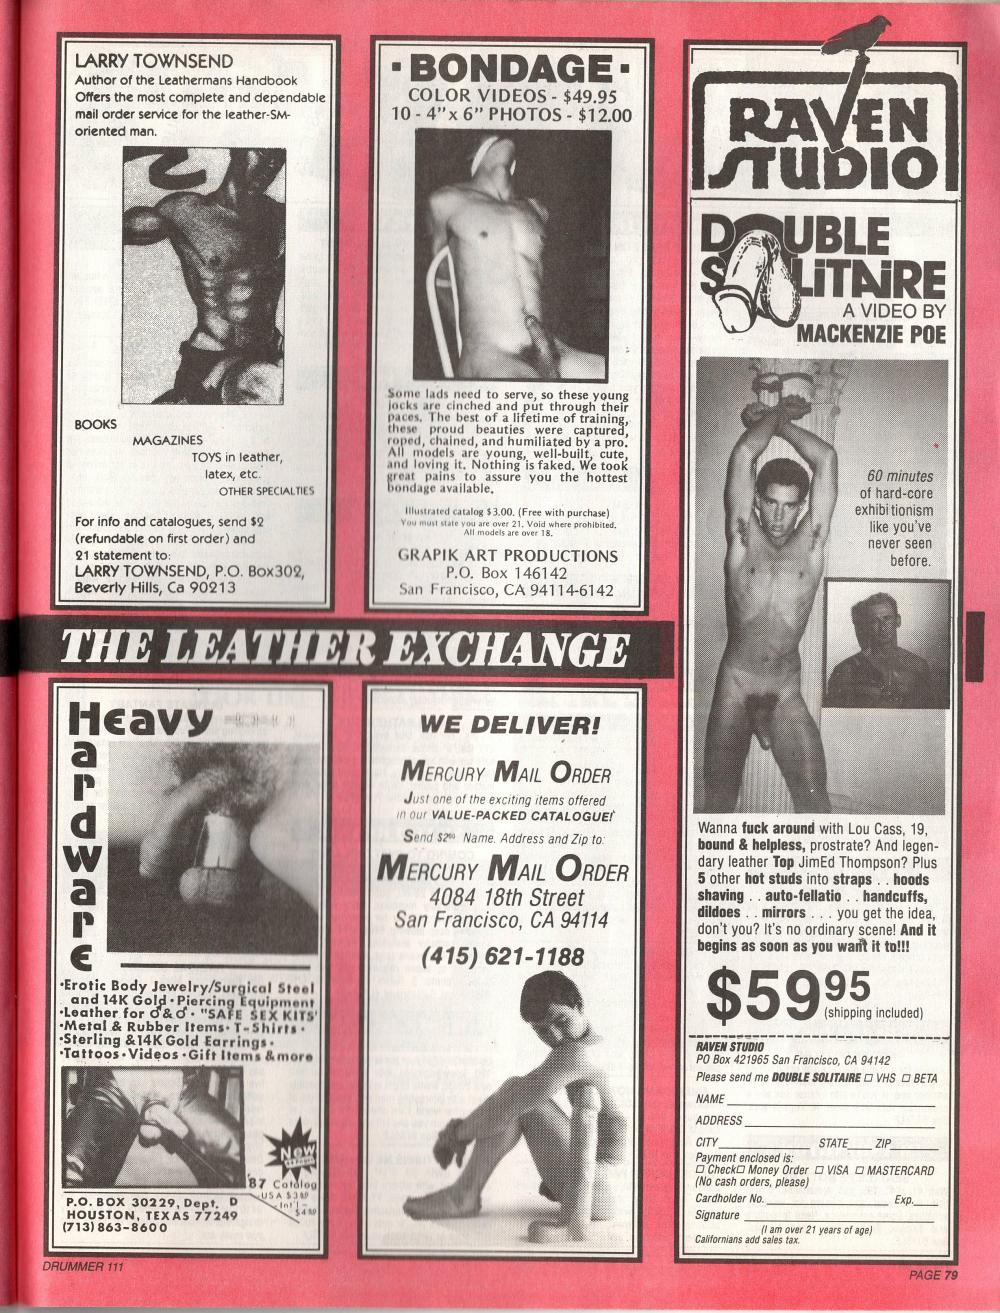 LARRY TOWNSEND
Author of the Leathermans Handbook
Offers the most complete and dependable
mail order service for the leather-SM-
oriented man.
BOOKS
MAGAZINES
TOYS in leather,
latex, etc.
OTHER SPECIALTIES
For info and catalogues, send $2
(refundable on first order) and
21 statement to:
LARRY TOWNSEND, P.O. Box302,
Beverly Hills, Ca 90213
· BONDAGE ·
COLOR VIDEOS - $49.95
10 - 4" x 6" PHOTOS - $12.00
Some lads need to serve, so these young
jocks are cinched and put through their
paces. The best of a lifetime of training,
these proud beauties were captured,
roped, chained, and humiliated by a pro.
All models are young, well-built, cute,
and loving it. Nothing is faked. We took
great pains to assure you the hottest
bondage available.
Illustrated catalog $3.00. (Free with purchase)
You must state you are over 21. Void where prohibited.
All models are over 18.
GRAPIK ART PRODUCTIONS
P.O. Box 146142
San Francisco, CA 94114-6142
RAVEN
STUDIO
DOUBLE
SOLITAIRE
A VIDEO BY
MACKENZIE POE
60 minutes
of hard-core
exhibitionism
like you've
never seen
before.
Wanna fuck around with Lou Cass, 19,
bound & helpless, prostrate? And legen-
dary leather Top JimEd Thompson? Plus
5 other hot studs into straps . . hoods
shaving . . auto-fellatio . . handcuffs,
dildoes . . mirrors . . . you get the idea,
don't you? It's no ordinary scene! And it
begins as soon as you want it to!!!
$59 95
(shipping included)
RAVEN STUDIO
PO Box 421965 San Francisco, CA 94142
Please send me DOUBLE SOLITAIRE □ VHS □ BETA
NAME
ADDRESS
CITY STATE ZIP
Payment enclosed is:
□ Check□ Money Order □ VISA □ MASTERCARD
(No cash orders, please)
Cardholder No. Exp.
Signature
(I am over 21 years of age)
Californians add sales tax.
THE LEATHER EXCHANGE
Heavy
Hardware
·Erotic Body Jewelry/Surgical Steel
and 14K Gold·Piercing Equipment
·Leather for ♂&♂· "SAFE SEX KITS"
·Metal & Rubber Items· T-Shirts·
·Sterling &14K Gold Earrings·
·Tattoos·Videos·Gift Items &more
New
'87 Catalog
USA $3
Int'l -
$4
P.O. BOX 30229, Dept. D
HOUSTON, TEXAS 77249
(713) 863-8600
WE DELIVER!
MERCURY MAIL ORDER
Just one of the exciting items offered
in our VALUE-PACKED CATALOGUE!
Send $2 Name, Address and Zip to:
MERCURY MAIL ORDER
4084 18th Street
San Francisco, CA 94114
(415) 621-1188
DRUMMER 111
PAGE 79